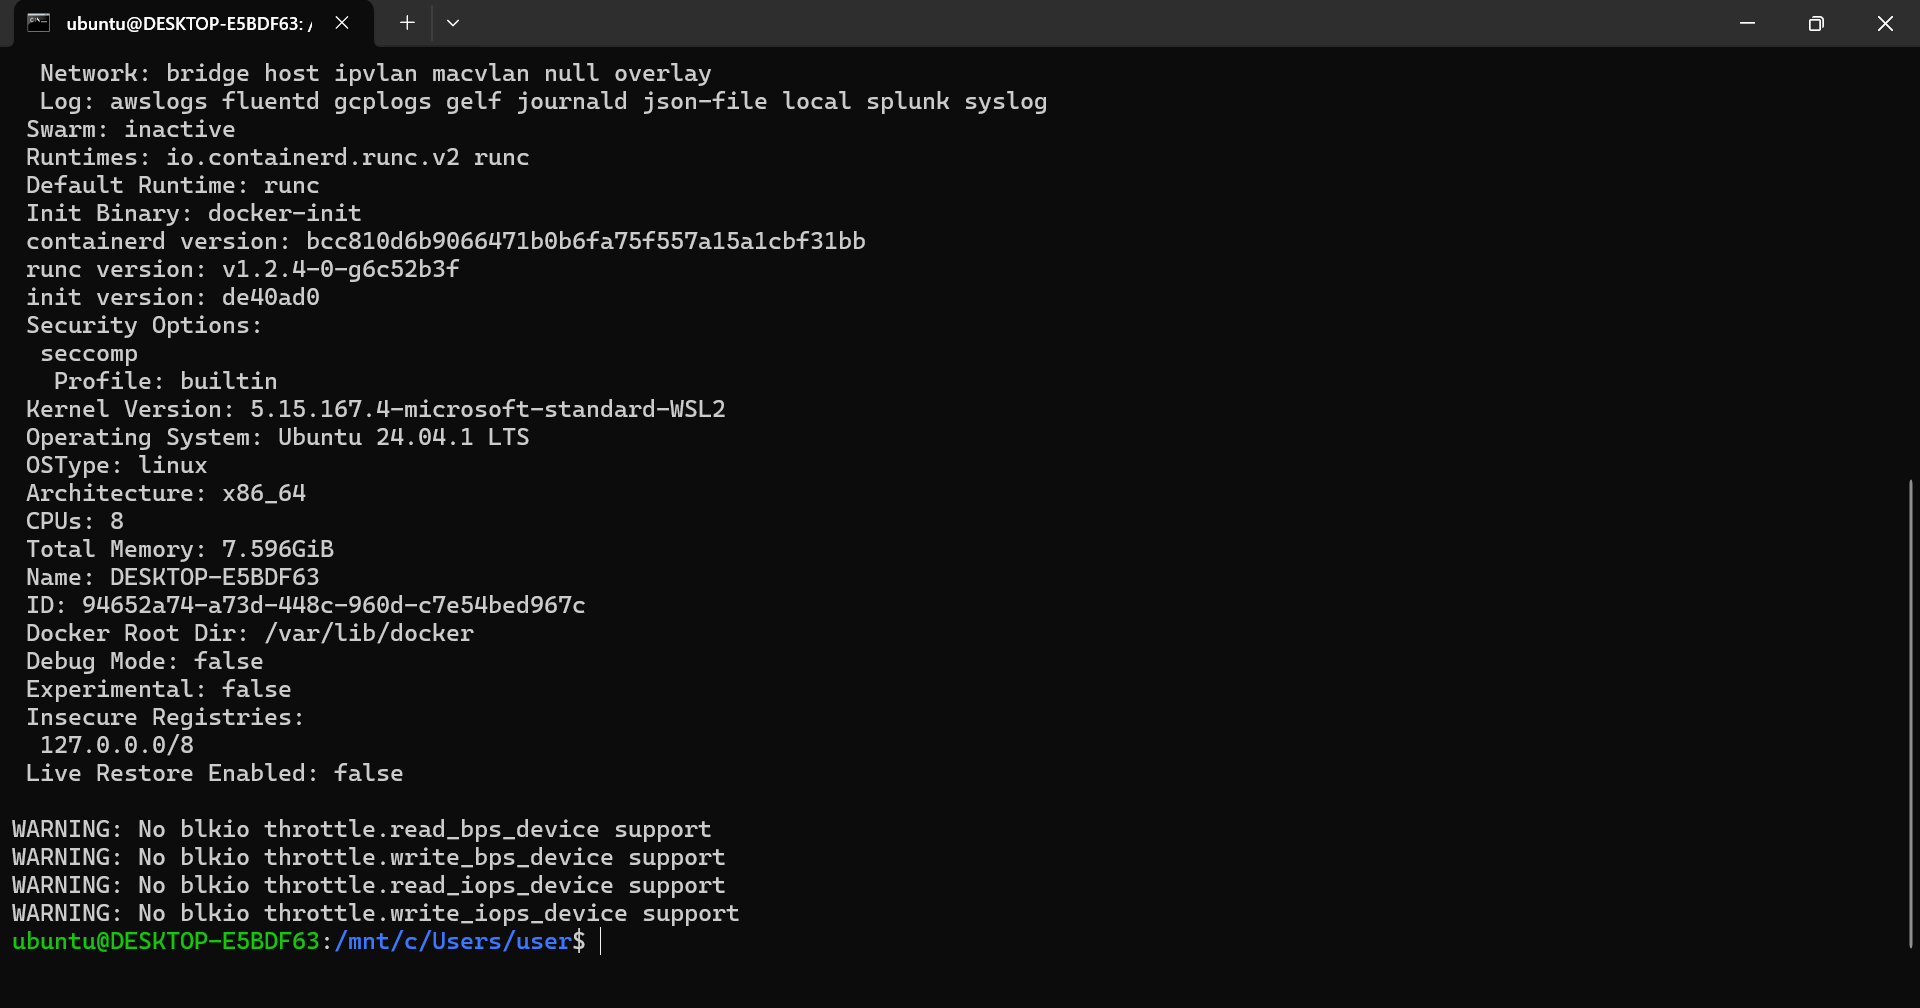 ubuntu@DESKTOP-E5BDF63: /
Network: bridge host ipvlan macvlan null overlay
Log: awslogs fluentd gcplogs gelf journald json-file local splunk syslog
Swarm: inactive
Runtimes: io.containerd.runc.v2 runc
Default Runtime: runc
Init Binary: docker-init
containerd version: bcc810d6b9066471b0b6fa75f557a15a1cbf31bb
runc version: v1.2.4-0-g6c52b3f
init version: de40ad0
Security Options:
seccomp
Profile: builtin
Kernel Version: 5.15.167.4-microsoft-standard-WSL2
Operating System: Ubuntu 24.04.1 LTS
OSType: linux
Architecture: x86_64
CPUs: 8
Total Memory: 7.596GiB
Name: DESKTOP-E5BDF63
ID: 94652a74-a73d-448c-960d-c7e54bed967c
Docker Root Dir: /var/lib/docker
Debug Mode: false
Experimental: false
Insecure Registries:
127.0.0.0/8
Live Restore Enabled: false
WARNING: No blkio throttle.read_bps_device support
WARNING: No blkio throttle.write_bps_device support
WARNING: No blkio throttle.read_iops_device support
WARNING: No blkio throttle.write_iops_device support
ubuntu@DESKTOP-E5BDF63:/mnt/c/Users/user$